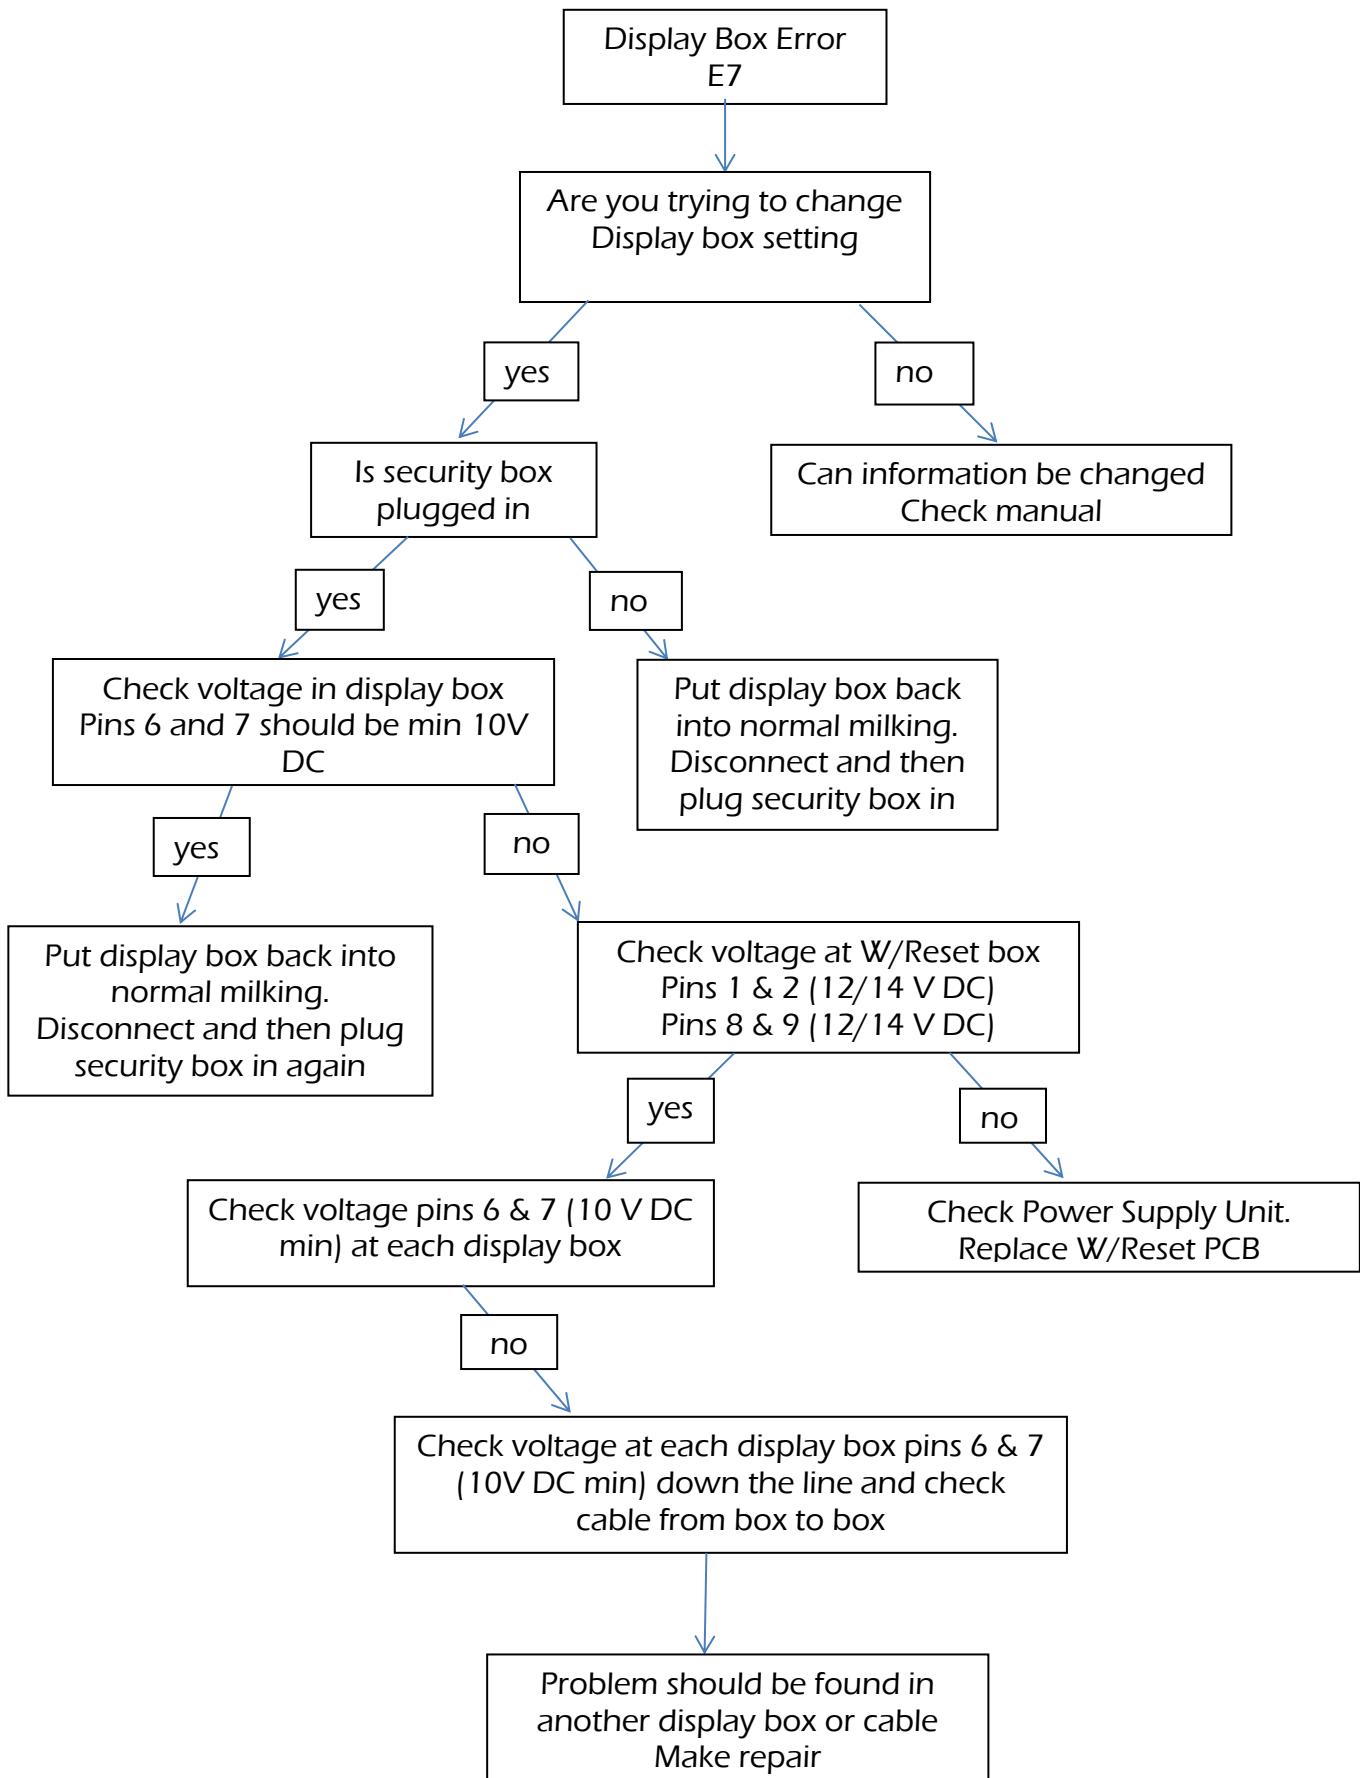 Display Box Error
E7
Are you trying to change
Display box setting
yes
no
Is security box
plugged in
Can information be changed
Check manual
yes
no
Check voltage in display box
Pins 6 and 7 should be min 10V
DC
Put display box back
into normal milking.
Disconnect and then
plug security box in
yes
no
Put display box back into
normal milking.
Disconnect and then plug
security box in again
Check voltage at W/Reset box
Pins 1 & 2 (12/14 V DC)
Pins 8 & 9 (12/14 V DC)
yes
no
Check voltage pins 6 & 7 (10 V DC
min) at each display box
Check Power Supply Unit.
Replace W/Reset PCB
no
Check voltage at each display box pins 6 & 7
(10V DC min) down the line and check
cable from box to box
Problem should be found in
another display box or cable
Make repair